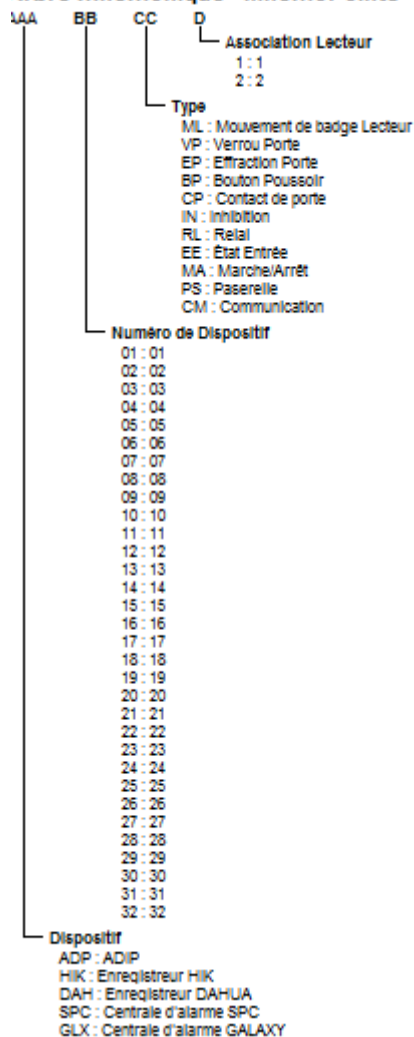 AAA BB CC D
Association Lecteur
1 : 1
2 : 2
Type
ML : Mouvement de badge Lecteur
VP : Verrou Porte
EP : Effraction Porte
BP : Bouton Poussoir
CP : Contact de porte
IN : Inhibition
RL : Relai
EE : État Entrée
MA : Marche/Arrêt
PS : Paserelle
CM : Communication
Numéro de Dispositif
01 : 01
02 : 02
03 : 03
04 : 04
05 : 05
06 : 06
07 : 07
08 : 08
09 : 09
10 : 10
11 : 11
12 : 12
13 : 13
14 : 14
15 : 15
16 : 16
17 : 17
18 : 18
19 : 19
20 : 20
21 : 21
22 : 22
23 : 23
24 : 24
25 : 25
26 : 26
27 : 27
28 : 28
29 : 29
30 : 30
31 : 31
32 : 32
Dispositif
ADP : ADIP
HIK : Enregistreur HIK
DAH : Enregistreur DAHUA
SPC : Centrale d'alarme SPC
GLX : Centrale d'alarme GALAXY